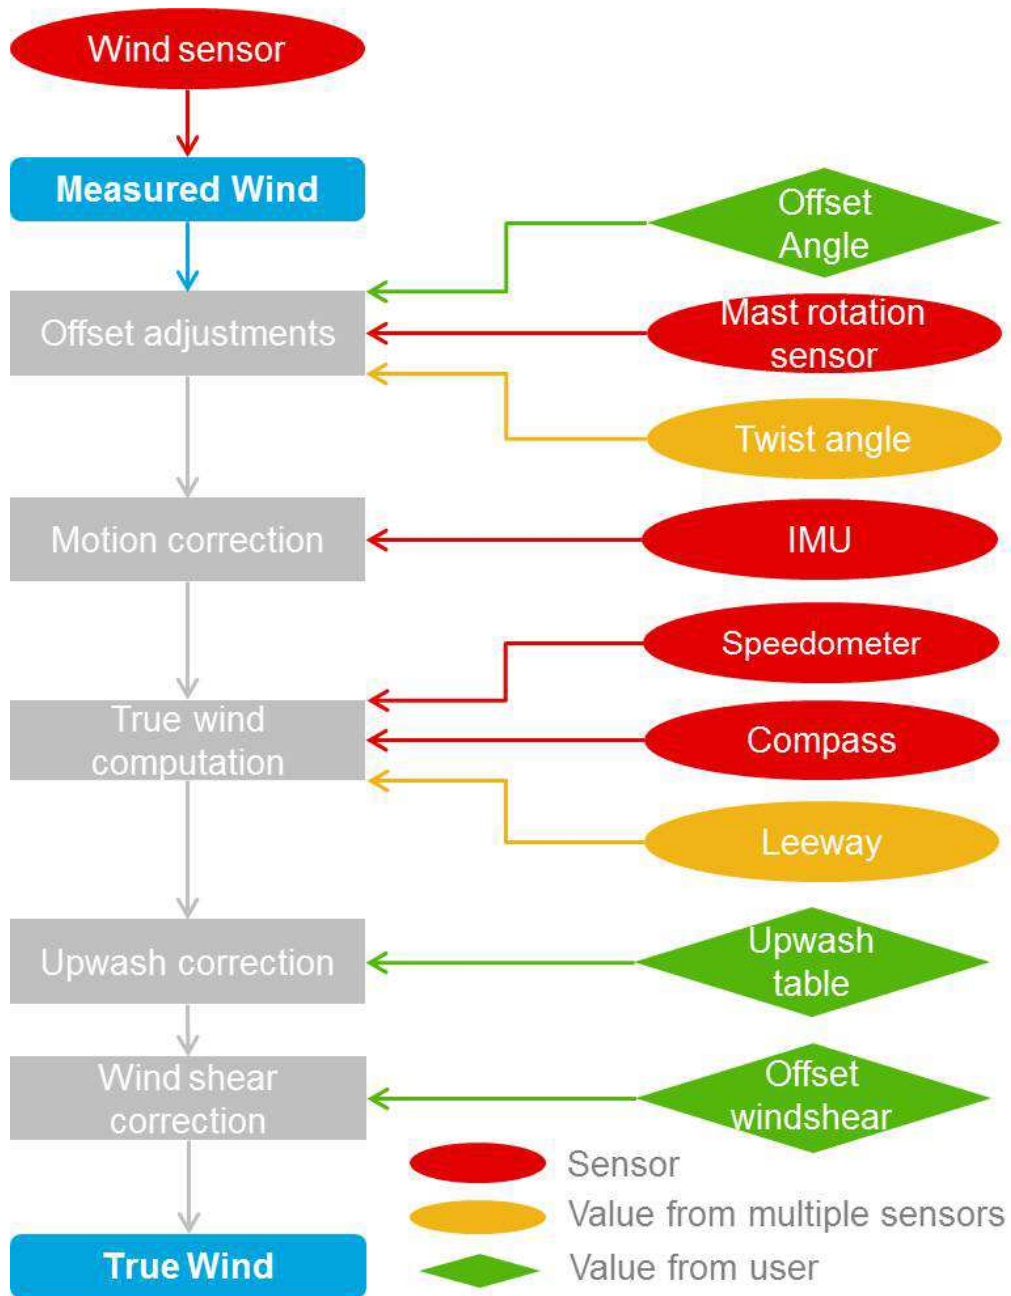 Wind sensor
Measured Wind
Offset
Angle
Offset adjustments
Mast rotation
sensor
Twist angle
Motion correction
IMU
Speedometer
True wind
computation
Compass
Leeway
Upwash correction
Upwash
table
Wind shear
correction
Offset
windshear
Sensor
Value from multiple sensors
True Wind
Value from user